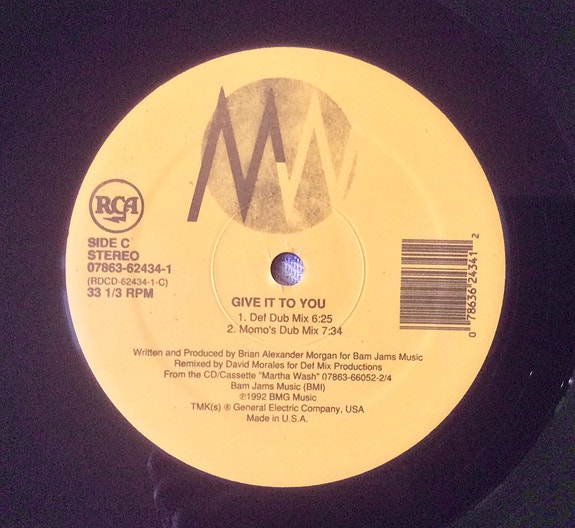 MW
RCA
SIDE C
STEREO
07863-62434-1
(RDCD-62434-1-C)
33 1/3 RPM
0 78636 24341 2
GIVE IT TO YOU
1. Def Dub Mix 6:25
2. Momo's Dub Mix 7:34
Written and Produced by Brian Alexander Morgan for Bam Jams Music
Remixed by David Morales for Def Mix Productions
From the CD/Cassette "Martha Wash" 07863-66052-2/4
Bam Jams Music (BMI)
℗1992 BMG Music
TMK(s) ® General Electric Company, USA
Made in U.S.A.